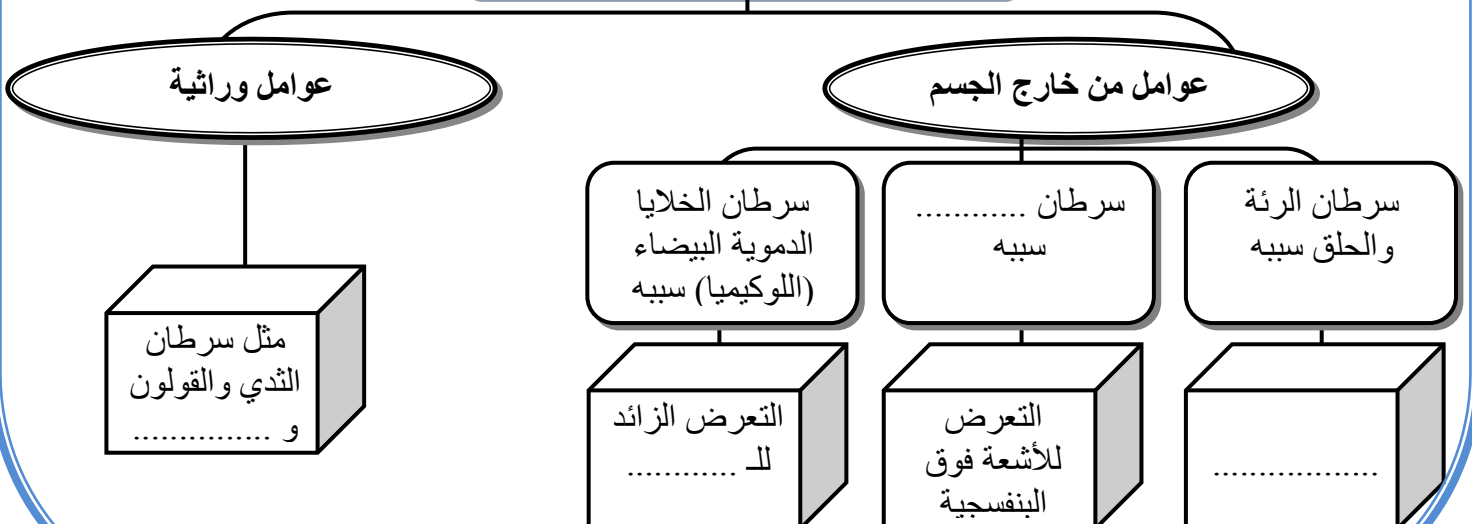 عوامل من خارج الجسم
عوامل وراثية
سرطان الرئة
والحلق سببه
..................
سرطان ............
سببه
التعرض
للأشعة فوق
البنفسجية
سرطان الخلايا
الدموية البيضاء
(اللوكيميا) سببه
التعرض الزائد
للـ ............
مثل سرطان
الثدي والقولون
و ...............